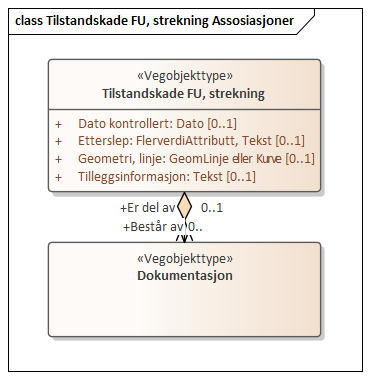 class Tilstandskade FU, strekning Assosiasjoner
«Vegobjekttype»
Tilstandskade FU, strekning
+ Dato kontrollert: Dato [0..1]
+ Etterslep: FlerverdiAttributt, Tekst [0..1]
+ Geometri, linje: GeomLinje eller Kurve [0..1]
+ Tilleggsinformasjon: Tekst [0..1]
+Er del av 0..1
+Består av 0..
«Vegobjekttype»
Dokumentasjon